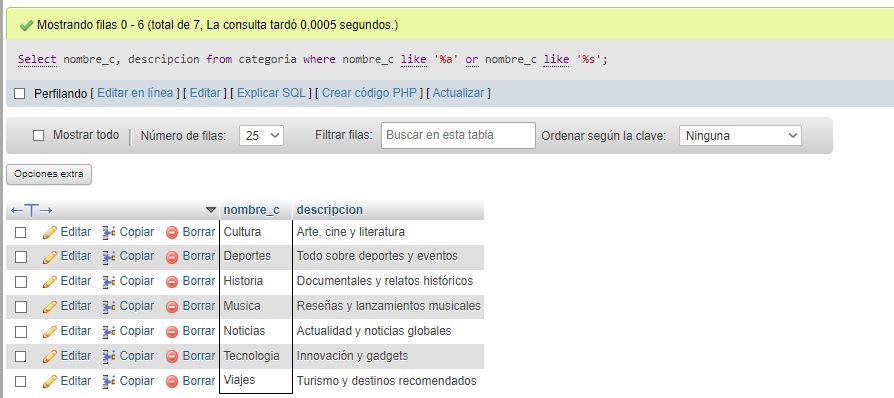 Mostrando filas 0 - 6 (total de 7, La consulta tardó 0,0005 segundos.)
Select nombre_c, descripcion from categoria where nombre_c like '%a' or nombre_c like '%s';
Perfilando [ Editar en línea ] [ Editar ] [ Explicar SQL ] [ Crear código PHP ] [ Actualizar ]
Mostrar todo Número de filas: 25 Filtrar filas: Buscar en esta tabla Ordenar según la clave: Ninguna
Opciones extra
nombre_c descripcion
Editar Copiar Borrar Cultura Arte, cine y literatura
Editar Copiar Borrar Deportes Todo sobre deportes y eventos
Editar Copiar Borrar Historia Documentales y relatos históricos
Editar Copiar Borrar Musica Reseñas y lanzamientos musicales
Editar Copiar Borrar Noticias Actualidad y noticias globales
Editar Copiar Borrar Tecnologia Innovación y gadgets
Editar Copiar Borrar Viajes Turismo y destinos recomendados